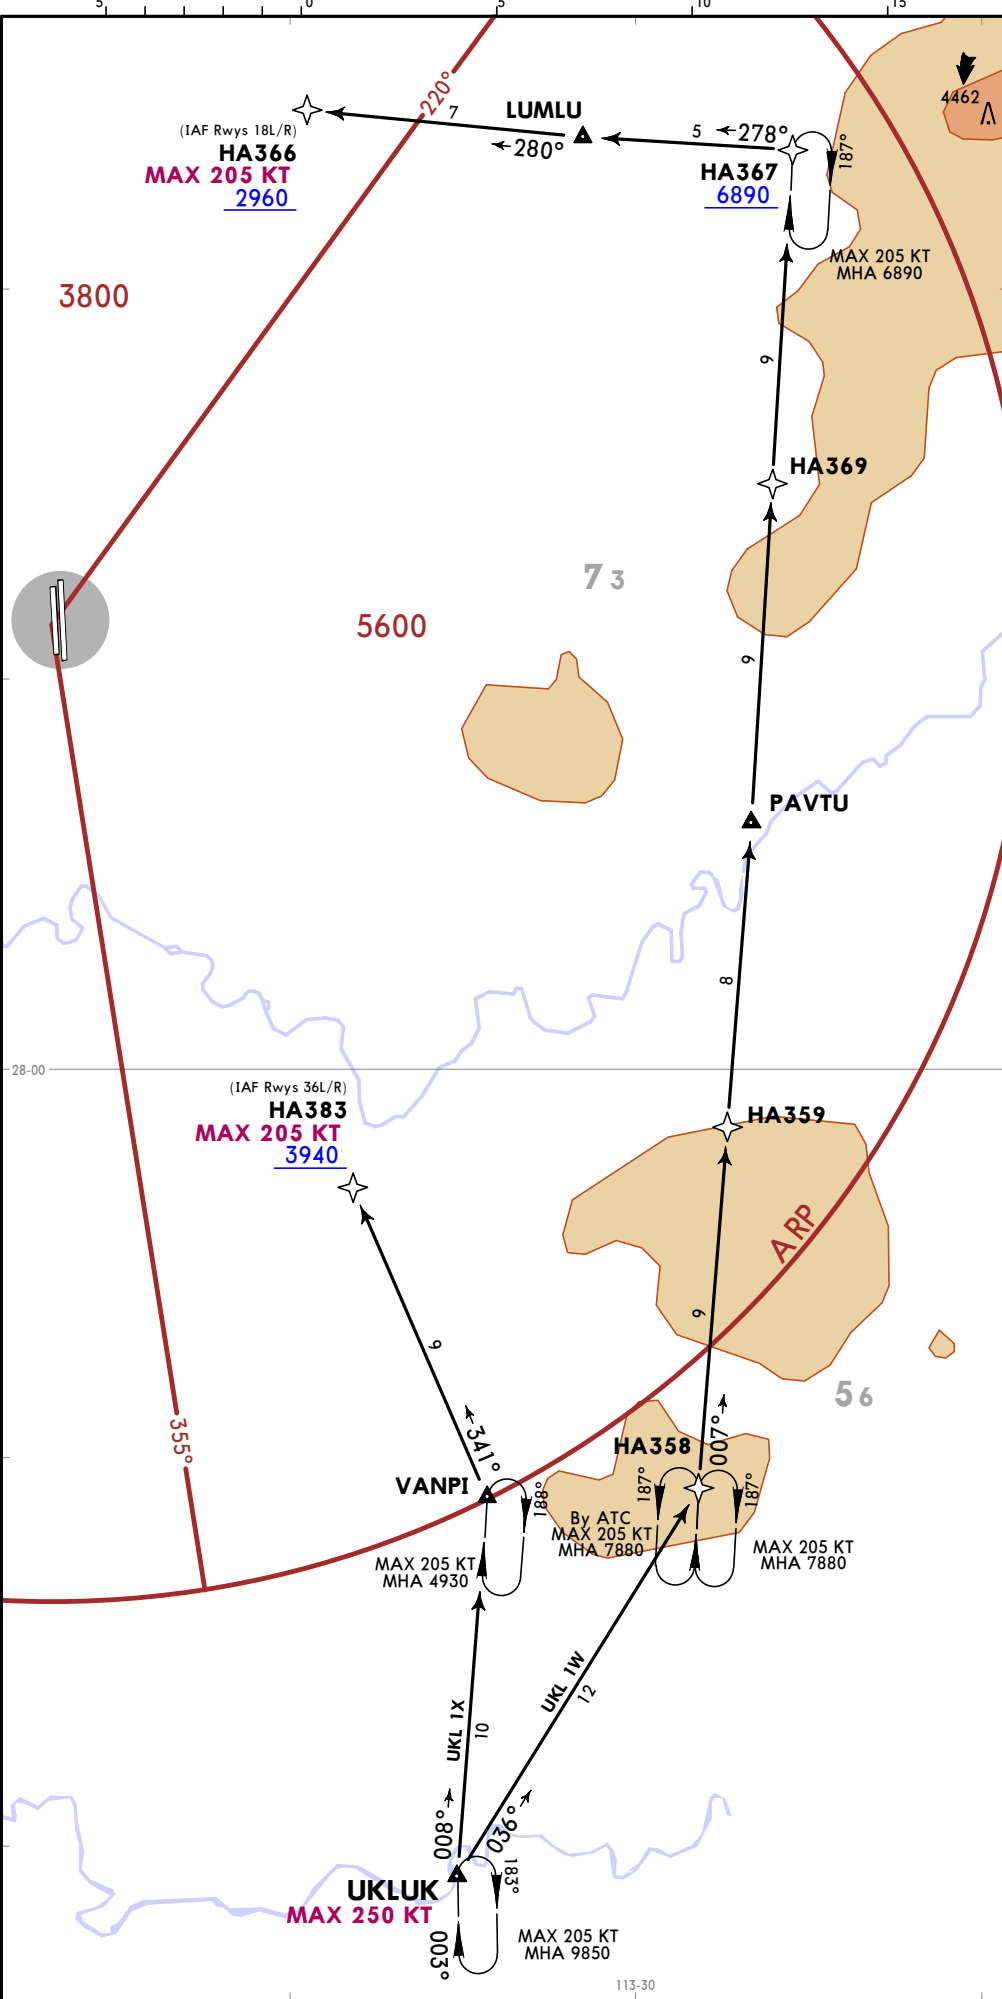 5 0 5 10 15
4462
220°
7
LUMLU
5
278°
280°
187°
(IAF Rwys 18L/R)
HA366
MAX 205 KT
2960
HA367
6890
MAX 205 KT
MHA 6890
3800
9
HA369
7 3
5600
9
PAVTU
8
28-00
(IAF Rwys 36L/R)
HA383
MAX 205 KT
3940
HA359
ARP
9
9
5 6
355°
341°
007°
HA358
VANPI
188°
187°
187°
By ATC
MAX 205 KT
MHA 7880
MAX 205 KT
MHA 7880
MAX 205 KT
MHA 4930
UKL 1X
10
UKL 1W
12
008°
036°
183°
UKLUK
MAX 250 KT
003°
MAX 205 KT
MHA 9850
113-30